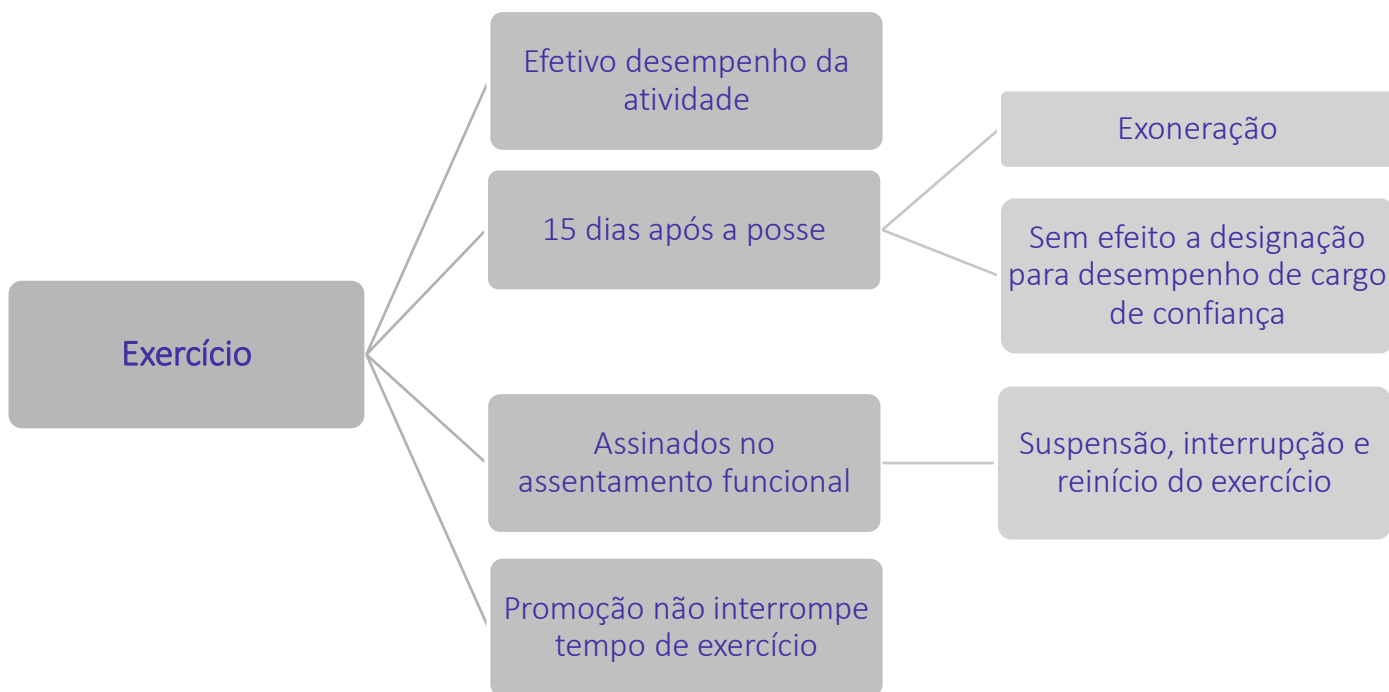 Exercício
Efetivo desempenho da
atividade
15 dias após a posse
Exoneração
Sem efeito a designação
para desempenho de cargo
de confiança
Assinados no
assentamento funcional
Suspensão, interrupção e
reinício do exercício
Promoção não interrompe
tempo de exercício